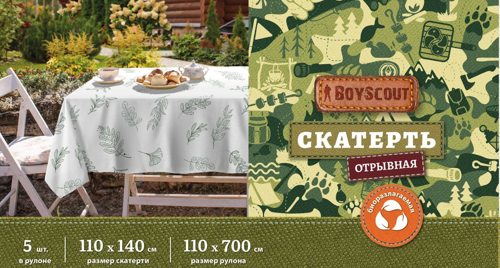 BOYSCOUT
СКАТЕРТЬ
ОТРЫВНАЯ
биоразлагаемая
5 шт.
в рулоне
110 x 140 см
размер скатерти
110 x 700 см
размер рулона